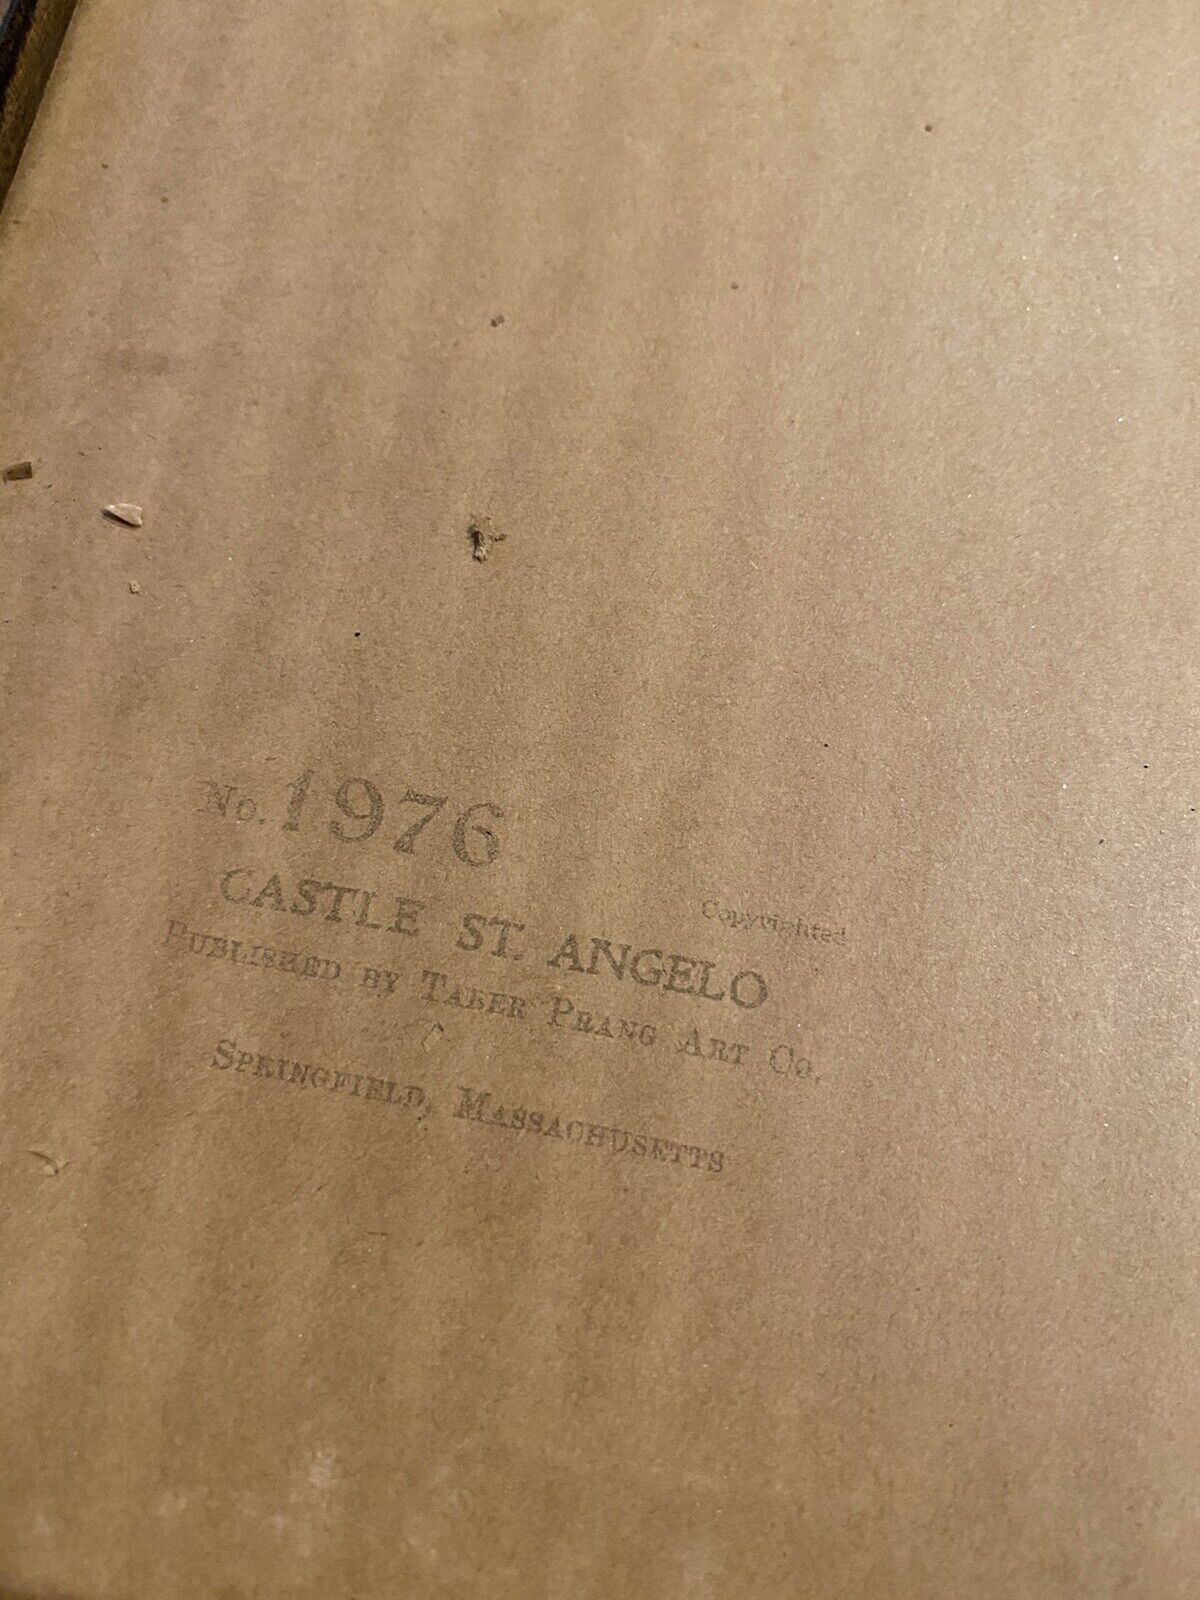 No. 1976
CASTLE ST. ANGELO
Copyrighted
PUBLISHED BY TABER PRANG ART CO.
SPRINGFIELD, MASSACHUSETTS